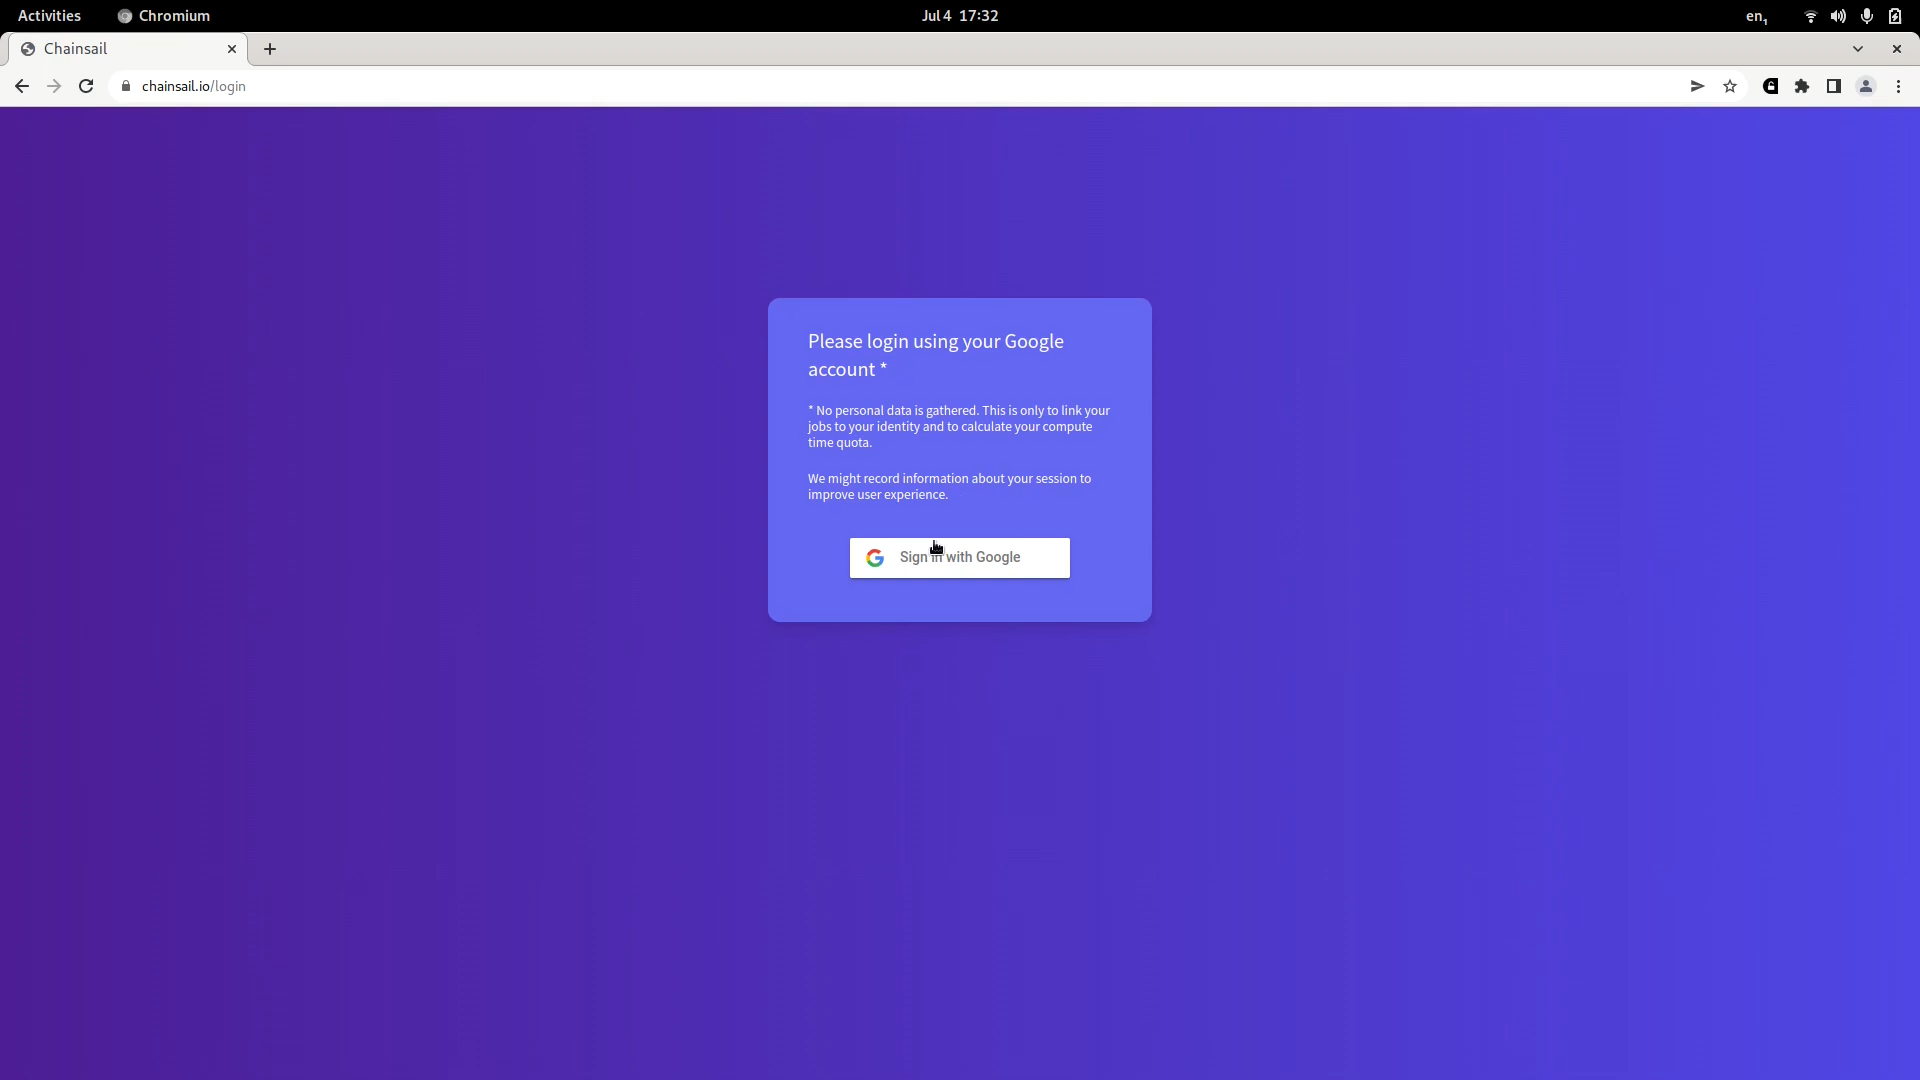 Activities
Chromium
Jul 4 17:32
en₁
Chainsail
chainsail.io/login
Please login using your Google
account *
* No personal data is gathered. This is only to link your
jobs to your identity and to calculate your compute
time quota.
We might record information about your session to
improve user experience.
Sign in with Google